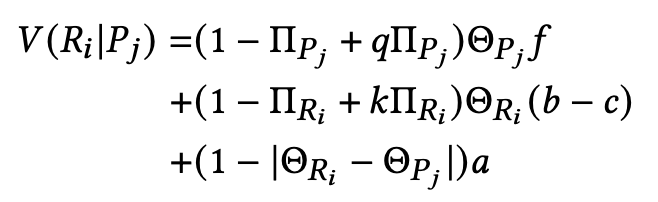 V(R_i|P_j) =(1 − Π_{P_j} + qΠ_{P_j})Θ_{P_j}f
+(1 − Π_{R_i} + kΠ_{R_i})Θ_{R_i}(b − c)
+(1 − |Θ_{R_i} − Θ_{P_j}|)a